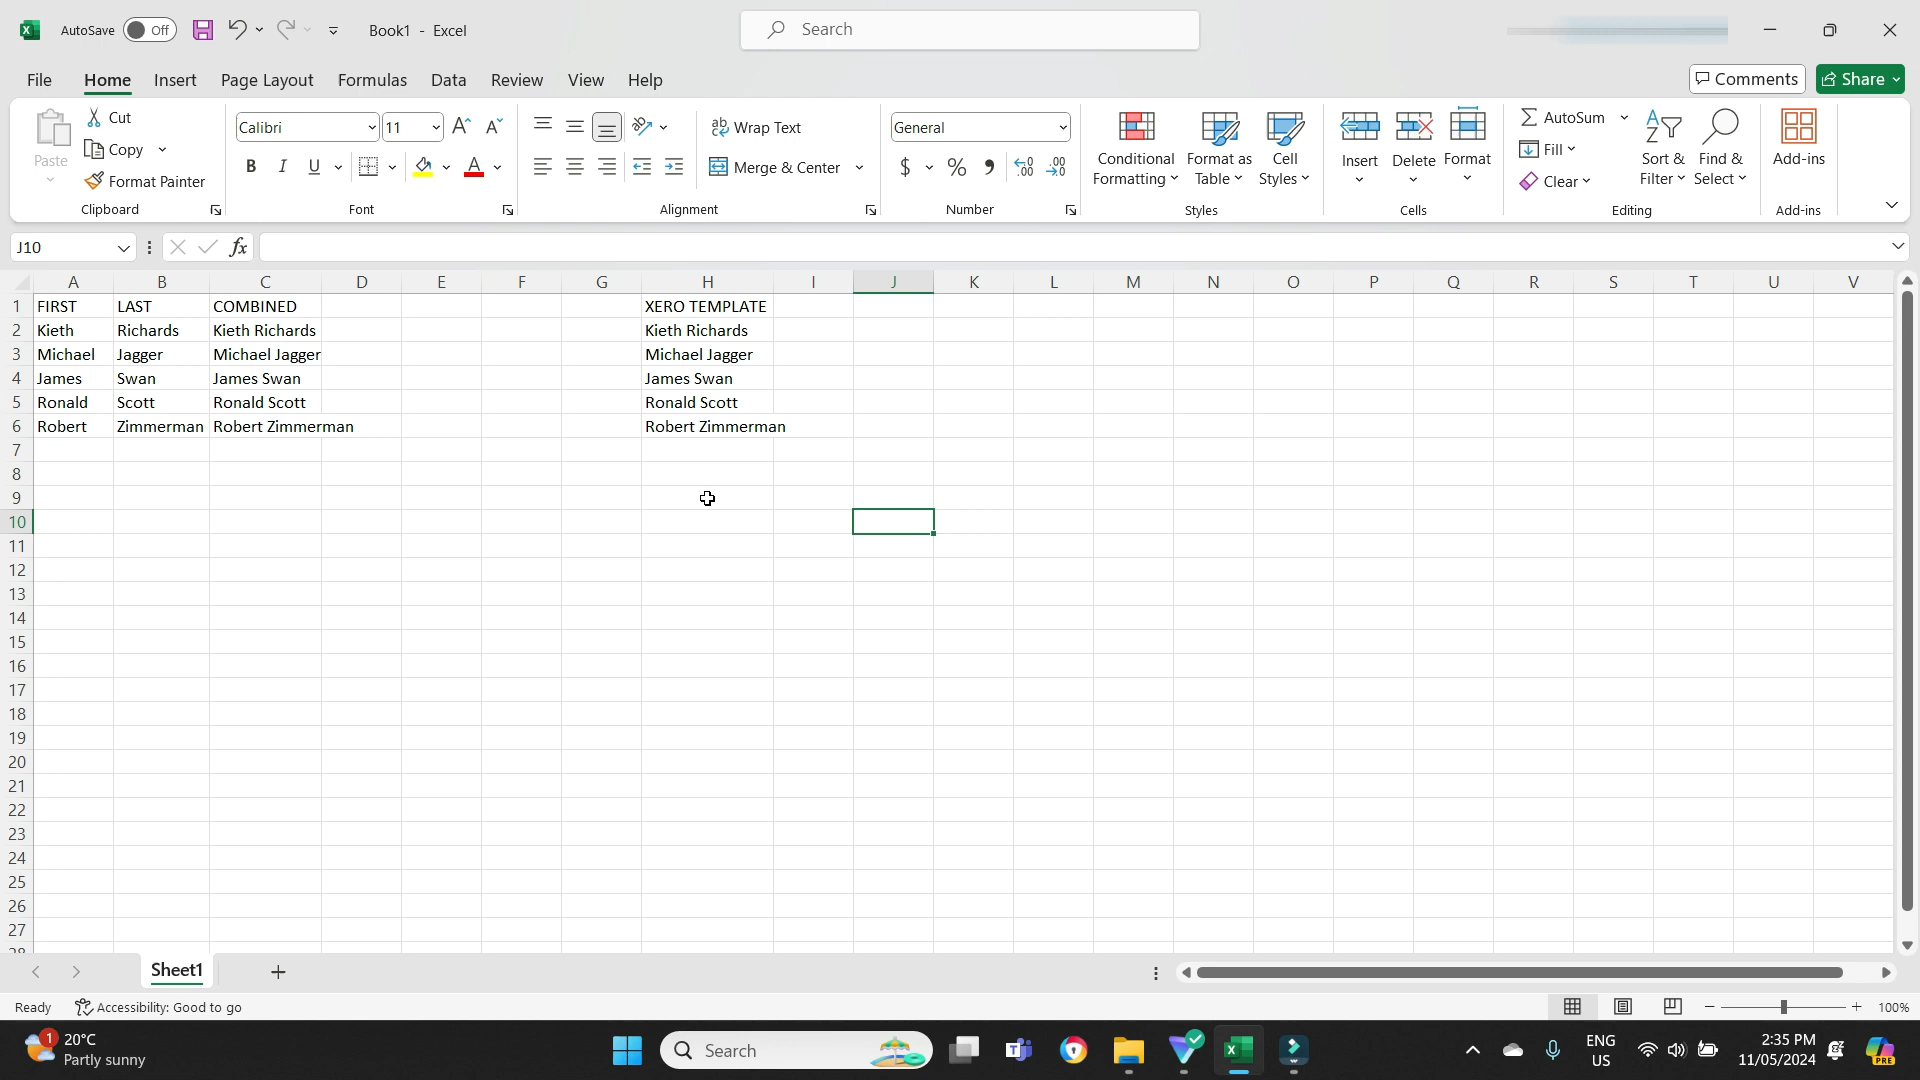 AutoSave Off Book1 - Excel Search
File Home Insert Page Layout Formulas Data Review View Help Comments Share
Paste Cut Copy Format Painter Clipboard
Calibri 11 B I U A Font
Wrap Text Merge & Center Alignment
General $ % Number
Conditional Formatting Format as Table Cell Styles Styles
Insert Delete Format Cells
AutoSum Fill Clear Sort & Filter Find & Select Editing
Add-ins Add-ins
J10 fx
A B C D E F G H I J K L M N O P Q R S T U V
1 FIRST LAST COMBINED XERO TEMPLATE
2 Kieth Richards Kieth Richards Kieth Richards
3 Michael Jagger Michael Jagger Michael Jagger
4 James Swan James Swan James Swan
5 Ronald Scott Ronald Scott Ronald Scott
6 Robert Zimmerman Robert Zimmerman Robert Zimmerman
7
8
9
10
11
12
13
14
15
16
17
18
19
20
21
22
23
24
25
26
27
28
Sheet1
Ready Accessibility: Good to go 100%
1 20°C Partly sunny Search ENG US 2:35 PM 11/05/2024 PRE